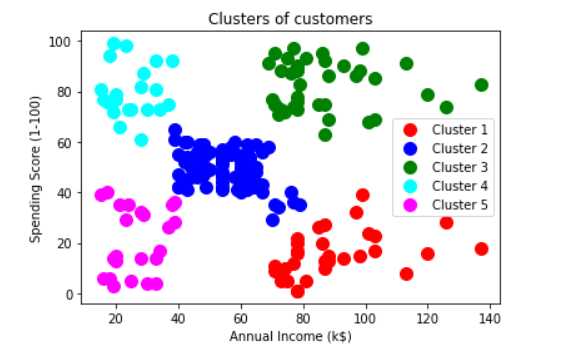 Clusters of customers
Spending Score (1-100)
100
80
60
40
20
0
Cluster 1
Cluster 2
Cluster 3
Cluster 4
Cluster 5
20 40 60 80 100 120 140
Annual Income (k$)